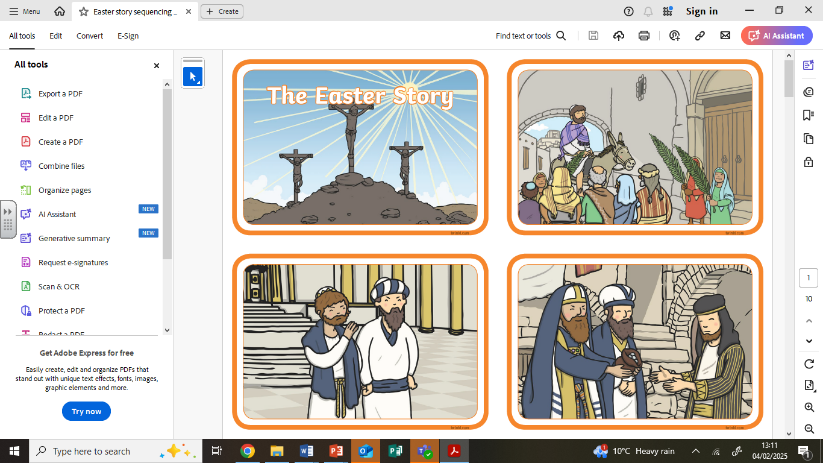 Menu
Easter story sequencing ...
Create
Sign in
All tools
Edit
Convert
E-Sign
Find text or tools
AI Assistant
All tools
Export a PDF
Edit a PDF
Create a PDF
Combine files
Organize pages
AI Assistant
NEW
Generative summary
NEW
Request e-signatures
Scan & OCR
Protect a PDF
Redact a PDF
Get Adobe Express for free
Easily create, edit and organize PDFs that
stand out with unique text effects, fonts, images,
graphic elements and more.
Try now
The Easter Story
1
10
Type here to search
10°C Heavy rain
13:11
04/02/2025